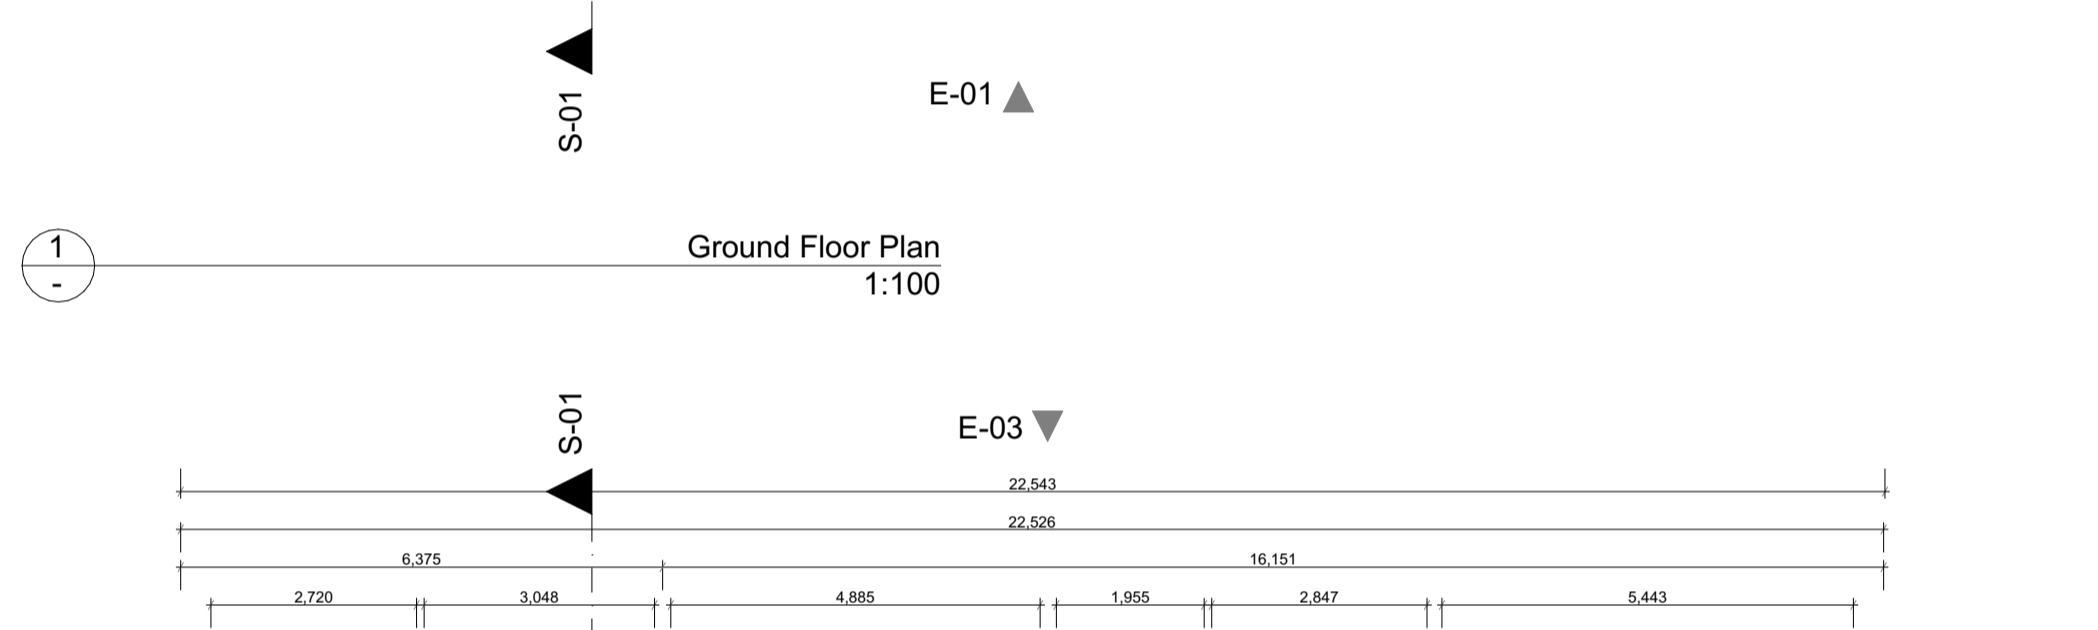 E-01
S-01
1
Ground Floor Plan
-
1:100
S-01
E-03
22,543
22,526
6,375 16,151
2,720 3,048 4,885 1,955 2,847 5,443